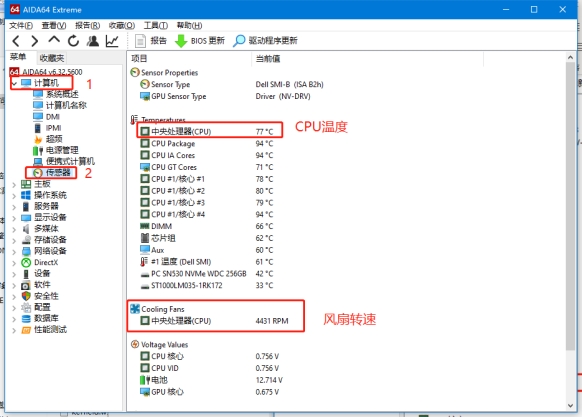 64 AIDA64 Extreme
文件(F) 查看(V) 报告(R) 收藏(O) 工具(T) 帮助(H)
报告 BIOS 更新 驱动程序更新
菜单 收藏夹
64 AIDA64 v6.32.5600
计算机
1
系统概述
计算机名称
DMI
IPMI
超频
电源管理
便携式计算机
传感器
2
主板
操作系统
服务器
显示设备
多媒体
存储设备
网络设备
DirectX
设备
软件
安全性
配置
数据库
性能测试
项目 当前值
Sensor Properties
Sensor Type Dell SMI-B (ISA B2h)
GPU Sensor Type Driver (NV-DRV)
Temperatures
中央处理器(CPU) 77 °C
CPU温度
CPU Package 94 °C
CPU IA Cores 94 °C
CPU GT Cores 71 °C
CPU #1/核心 #1 78 °C
CPU #1/核心 #2 80 °C
CPU #1/核心 #3 79 °C
CPU #1/核心 #4 94 °C
DIMM 66 °C
芯片组 62 °C
Aux 60 °C
#1 温度 (Dell SMI) 61 °C
PC SN530 NVMe WDC 256GB 42 °C
ST1000LM035-1RK172 33 °C
Cooling Fans
中央处理器(CPU) 4431 RPM
风扇转速
Voltage Values
CPU 核心 0.756 V
CPU VID 0.756 V
电池 12.714 V
GPU 核心 0.675 V